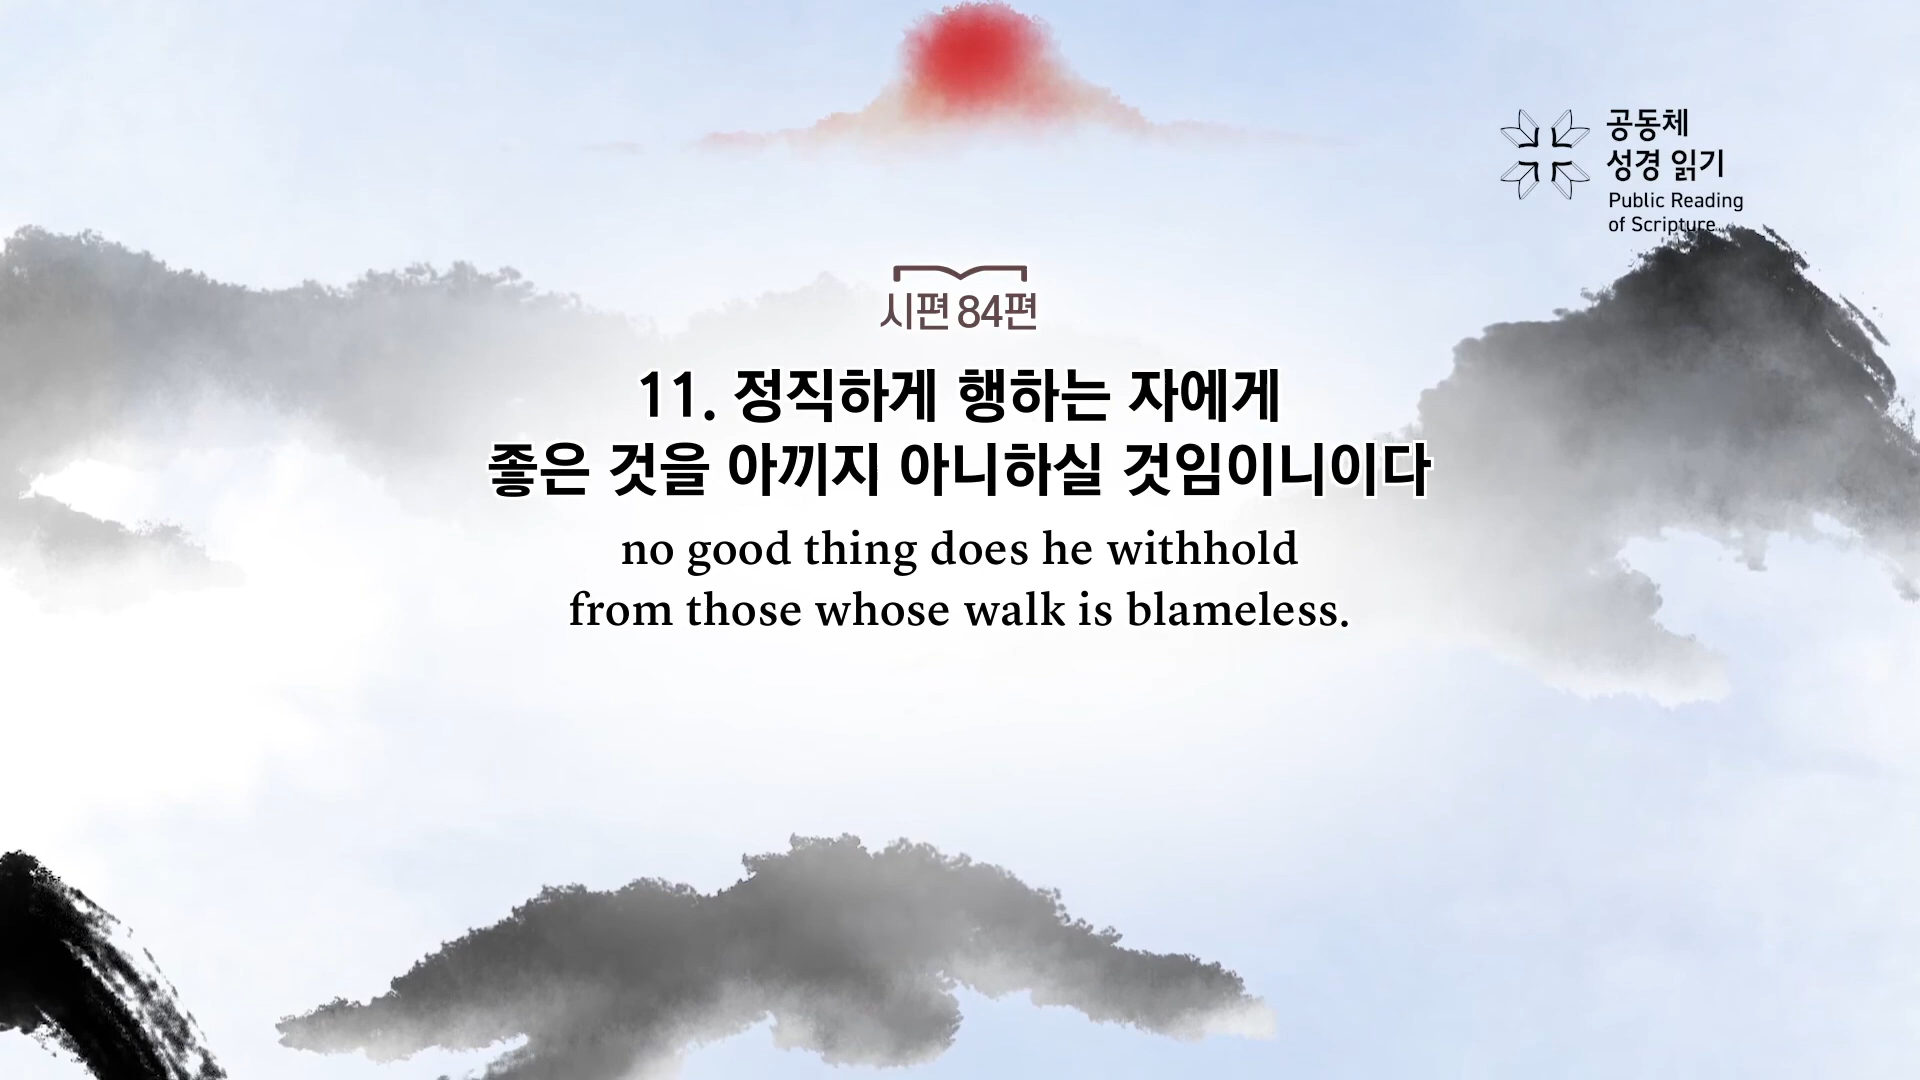 공동체
성경 읽기
Public Reading
of Scripture
시편 84편
11. 정직하게 행하는 자에게
좋은 것을 아끼지 아니하실 것임이니이다
no good thing does he withhold
from those whose walk is blameless.